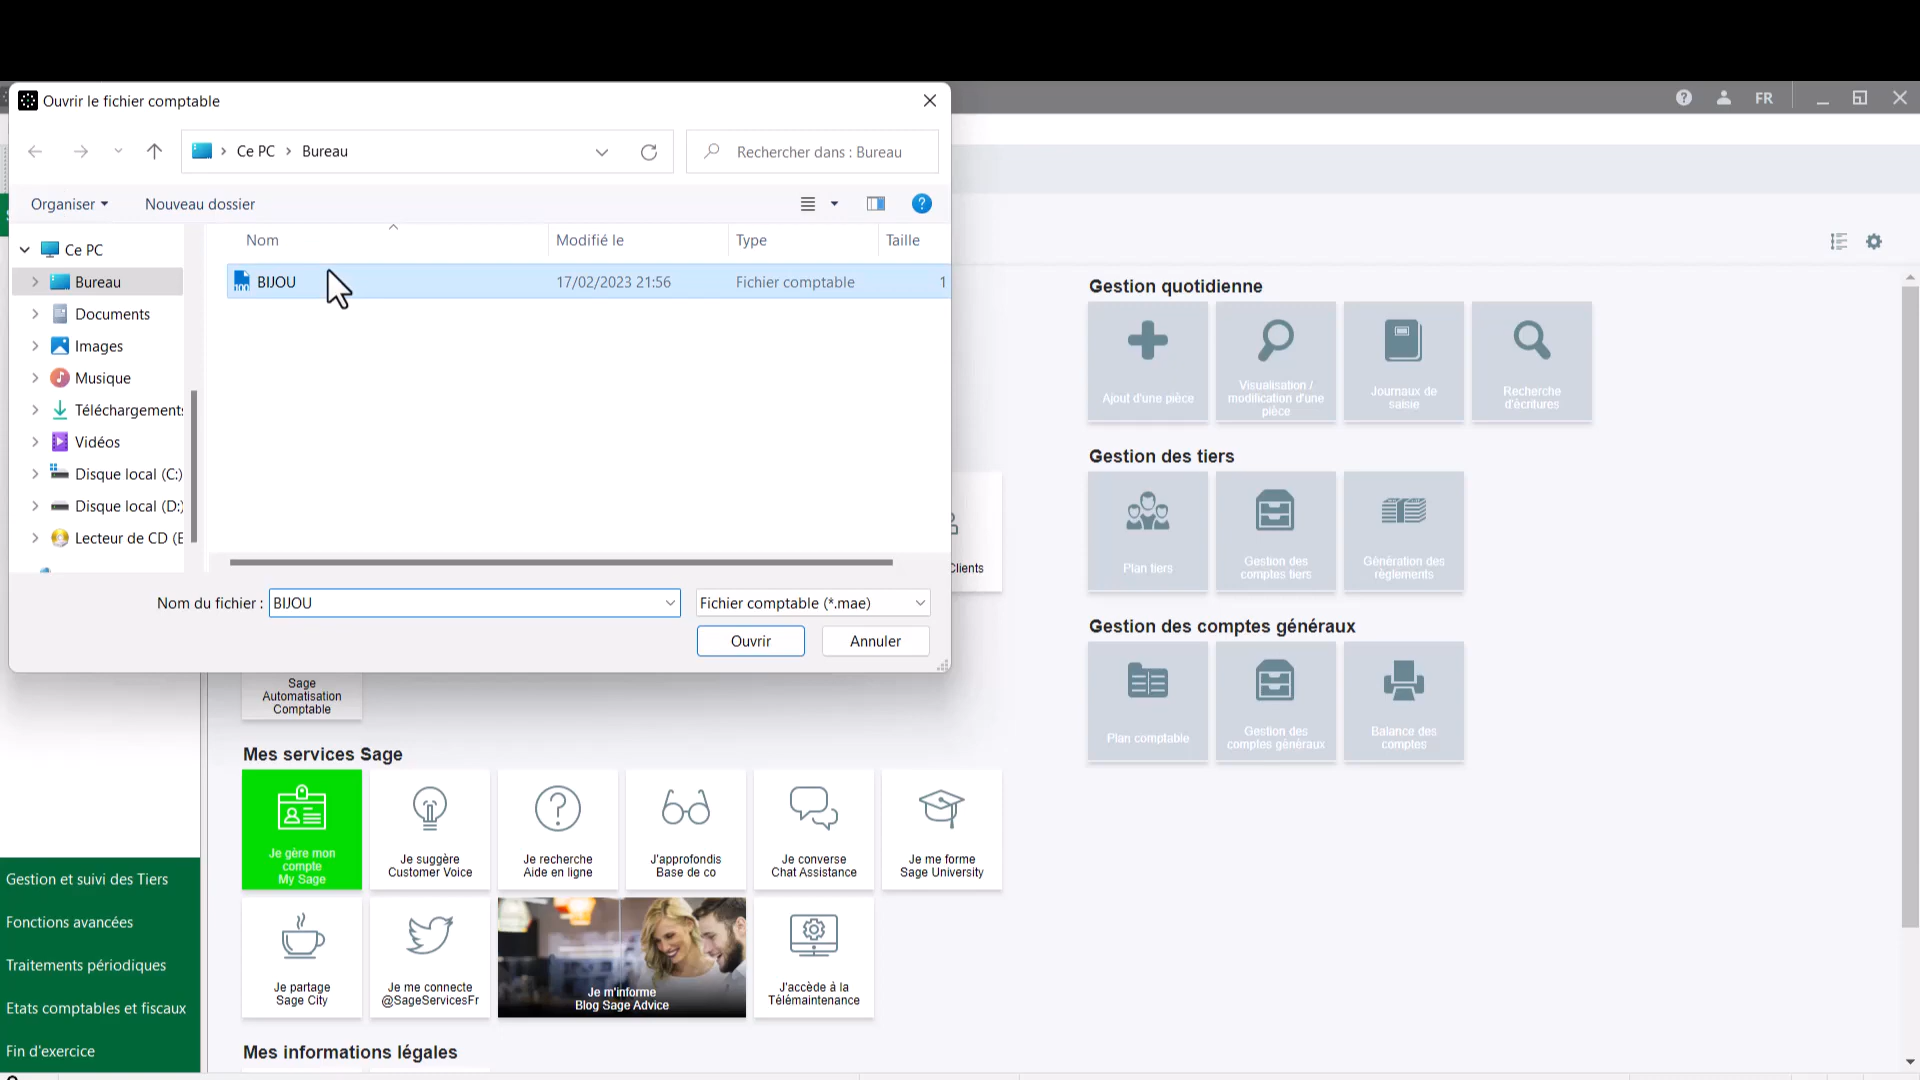 Ouvrir le fichier comptable
FR
Ce PC
Bureau
Rechercher dans : Bureau
Organiser
Nouveau dossier
Nom
Modifié le
Type
Taille
Ce PC
Bureau
Documents
Images
Musique
Téléchargements
Vidéos
Disque local (C:)
Disque local (D:)
Lecteur de CD (E
BIJOU
17/02/2023 21:56
Fichier comptable
1
Nom du fichier :
BIJOU
Fichier comptable (*.mae)
Ouvrir
Annuler
Clients
Gestion quotidienne
Ajout d'une pièce
Visualisation /
modification d'une
pièce
Journaux de
saisie
Recherche
d'écritures
Gestion des tiers
Plan tiers
Gestion des
comptes tiers
Génération des
règlements
Gestion des comptes généraux
Plan comptable
Gestion des
comptes généraux
Balance des
comptes
Sage
Automatisation
Comptable
Mes services Sage
Je gère mon
compte
My Sage
Je suggère
Customer Voice
Je recherche
Aide en ligne
J'approfondis
Base de co
Je converse
Chat Assistance
Je me forme
Sage University
Je partage
Sage City
Je me connecte
@SageServicesFr
Je m'informe
Blog Sage Advice
J'accède à la
Télémaintenance
Mes informations légales
Gestion et suivi des Tiers
Fonctions avancées
Traitements périodiques
Etats comptables et fiscaux
Fin d'exercice